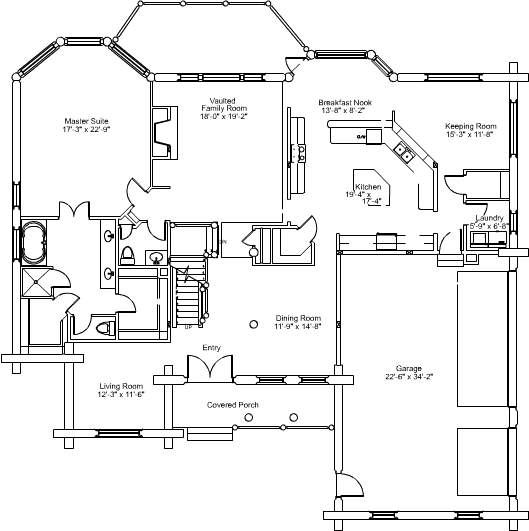 Vaulted
Family Room
18'-0" x 19'-2"
Breakfast Nook
13'-8" x 8'-2"
Master Suite
17'-3" x 22'-9"
Keeping Room
15'-3" x 11'-8"
Kitchen
19'-4" x
17'-4"
Laundry
5'-9" x 6'-8"
DN
UP
Dining Room
11'-9" x 14'-8"
Entry
Garage
22'-6" x 34'-2"
Living Room
12'-3" x 11'-6"
Covered Porch